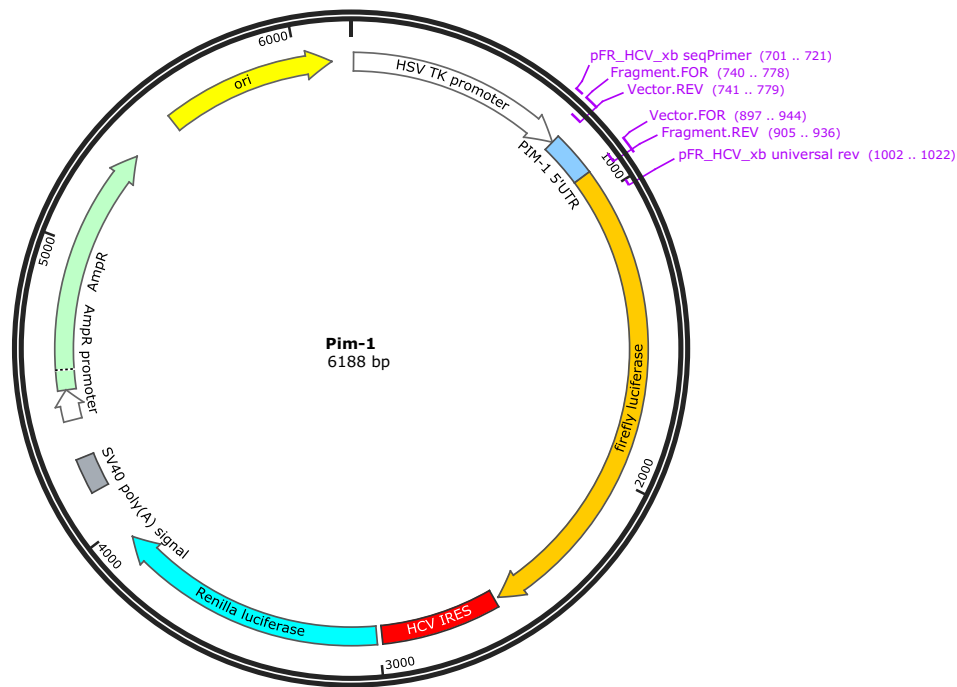 6000
ori
HSV TK promoter
pFR_HCV_xb seqPrimer (701 .. 721)
Fragment.FOR (740 .. 778)
Vector.REV (741 .. 779)
Vector.FOR (897 .. 944)
Fragment.REV (905 .. 936)
pFR_HCV_xb universal rev (1002 .. 1022)
1000
PIM-1 5'UTR
5000
AmpR
AmpR promoter
Pim-1
6188 bp
firefly luciferase
SV40 poly(A) signal
2000
4000
Renilla luciferase
HCV IRES
3000